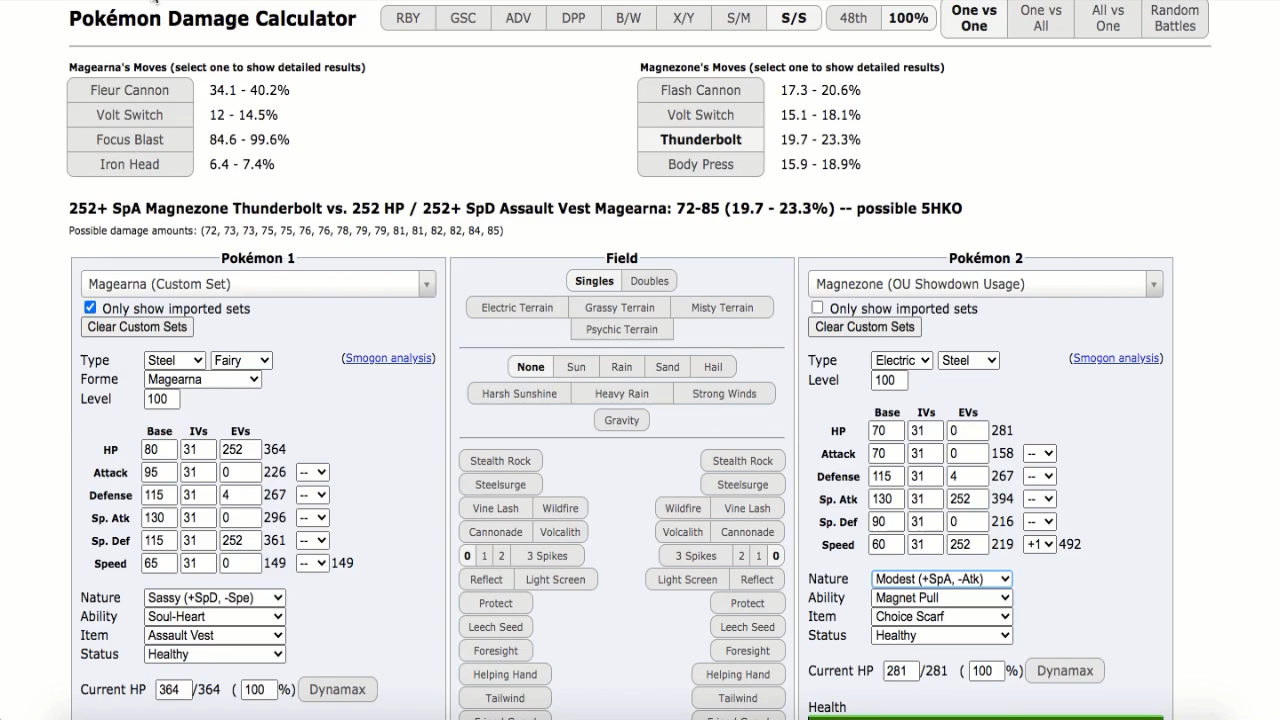 Pokémon Damage Calculator RBY GSC ADV DPP B/W X/Y S/M S/S 48th 100% One vs One One vs All All vs One Random Battles
Magearna's Moves (select one to show detailed results) Magnezone's Moves (select one to show detailed results)
Fleur Cannon 34.1 - 40.2% Flash Cannon 17.3 - 20.6%
Volt Switch 12 - 14.5% Volt Switch 15.1 - 18.1%
Focus Blast 84.6 - 99.6% Thunderbolt 19.7 - 23.3%
Iron Head 6.4 - 7.4% Body Press 15.9 - 18.9%
252+ SpA Magnezone Thunderbolt vs. 252 HP / 252+ SpD Assault Vest Magearna: 72-85 (19.7 - 23.3%) -- possible 5HKO
Possible damage amounts: (72, 73, 73, 75, 75, 76, 76, 78, 79, 79, 81, 81, 82, 82, 84, 85)
Pokémon 1
Magearna (Custom Set)
Only show imported sets
Clear Custom Sets
Type Steel Fairy (Smogon analysis)
Forme Magearna
Level 100
Base IVs EVs
HP 80 31 252 364
Attack 95 31 0 226 --
Defense 115 31 4 267 --
Sp. Atk 130 31 0 296 --
Sp. Def 115 31 252 361 --
Speed 65 31 0 149 -- 149
Nature Sassy (+SpD, -Spe)
Ability Soul-Heart
Item Assault Vest
Status Healthy
Current HP 364 /364 ( 100 %) Dynamax
Field
Singles Doubles
Electric Terrain Grassy Terrain Misty Terrain
Psychic Terrain
None Sun Rain Sand Hail
Harsh Sunshine Heavy Rain Strong Winds
Gravity
Stealth Rock Stealth Rock
Steelsurge Steelsurge
Vine Lash Wildfire Wildfire Vine Lash
Cannonade Volcalith Volcalith Cannonade
0 1 2 3 Spikes 3 Spikes 2 1 0
Reflect Light Screen Light Screen Reflect
Protect Protect
Leech Seed Leech Seed
Foresight Foresight
Helping Hand Helping Hand
Tailwind Tailwind
Pokémon 2
Magnezone (OU Showdown Usage)
Only show imported sets
Clear Custom Sets
Type Electric Steel (Smogon analysis)
Level 100
Base IVs EVs
HP 70 31 0 281
Attack 70 31 0 158 --
Defense 115 31 4 267 --
Sp. Atk 130 31 252 394 --
Sp. Def 90 31 0 216 --
Speed 60 31 252 219 +1 492
Nature Modest (+SpA, -Atk)
Ability Magnet Pull
Item Choice Scarf
Status Healthy
Current HP 281 /281 ( 100 %) Dynamax
Health